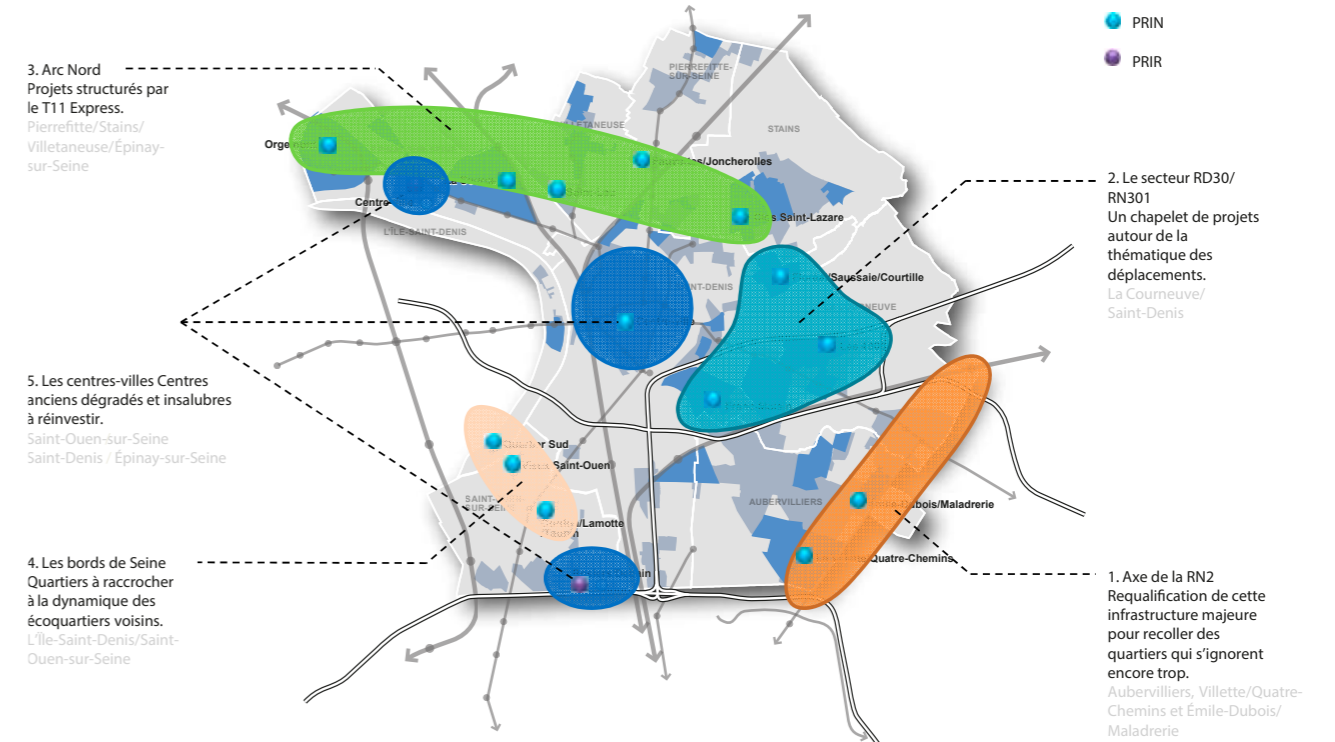 PRIN
PRIR
3. Arc Nord
Projets structurés par
le T11 Express.
Pierrefitte/Stains/
Villetaneuse/Épinay-
sur-Seine
PIERREFITTE-
SUR-SEINE
STAINS
/Joncherolles
Saint-Lazare
Centre
L'ÎLE-SAINT-DENIS
2. Le secteur RD30/
RN301
Un chapelet de projets
autour de la
thématique des
déplacements.
La Courneuve/
Saint-Denis
/Saussaie/Courtille
5. Les centres-villes Centres
anciens dégradés et insalubres
à réinvestir.
Saint-Ouen-sur-Seine
Saint-Denis / Épinay-sur-Seine
Sud
Saint-Ouen
/Lamotte
AUBERVILLIERS
/Maladrerie
Quatre-Chemins
4. Les bords de Seine
Quartiers à raccrocher
à la dynamique des
écoquartiers voisins.
L'Île-Saint-Denis/Saint-
Ouen-sur-Seine
1. Axe de la RN2
Requalification de cette
infrastructure majeure
pour recoller des
quartiers qui s'ignorent
encore trop.
Aubervilliers, Villette/Quatre-
Chemins et Émile-Dubois/
Maladrerie